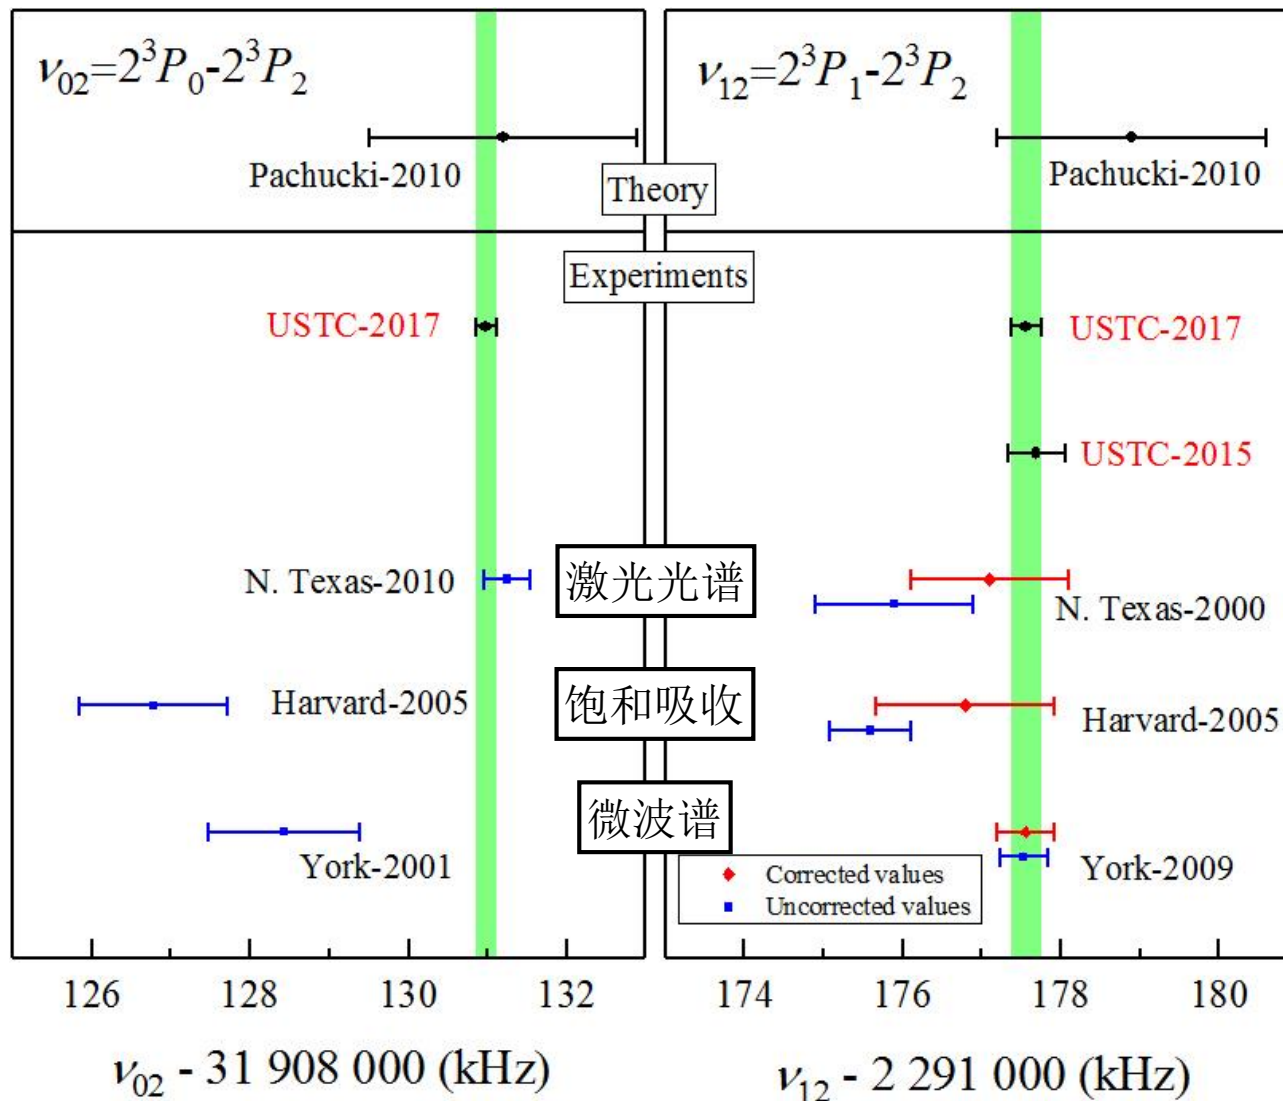 ν₀₂=2³P₀-2³P₂
Pachucki-2010
ν₁₂=2³P₁-2³P₂
Pachucki-2010
Theory
Experiments
USTC-2017
USTC-2017
USTC-2015
N. Texas-2010
激光光谱
N. Texas-2000
Harvard-2005
饱和吸收
Harvard-2005
York-2001
微波谱
York-2009
Corrected values
Uncorrected values
126 128 130 132
174 176 178 180
ν₀₂ - 31 908 000 (kHz)
ν₁₂ - 2 291 000 (kHz)